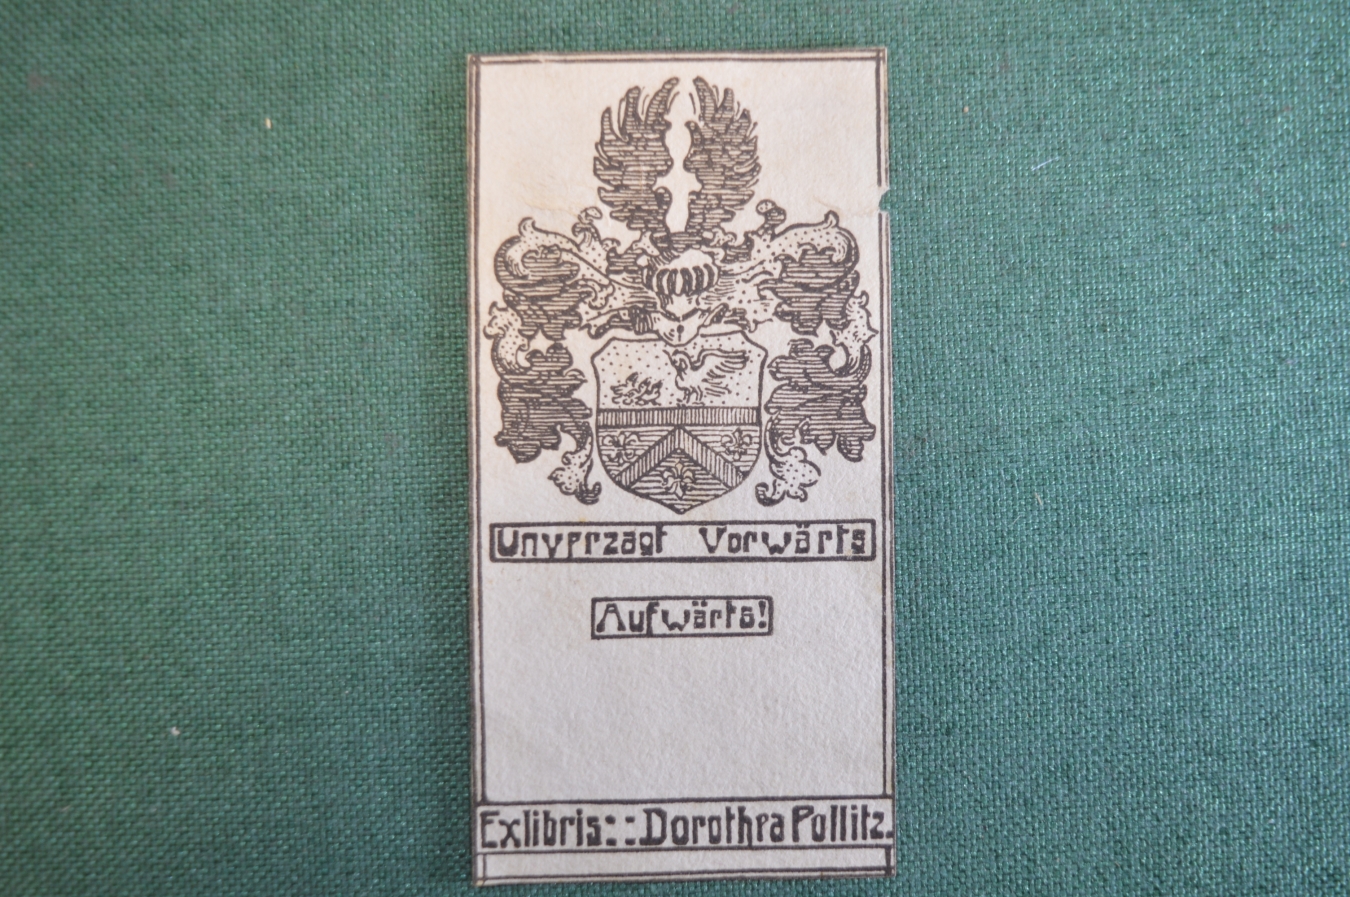 Unverzagt Vorwärts
Aufwärts!
Exlibris::Dorothea Pollitz.